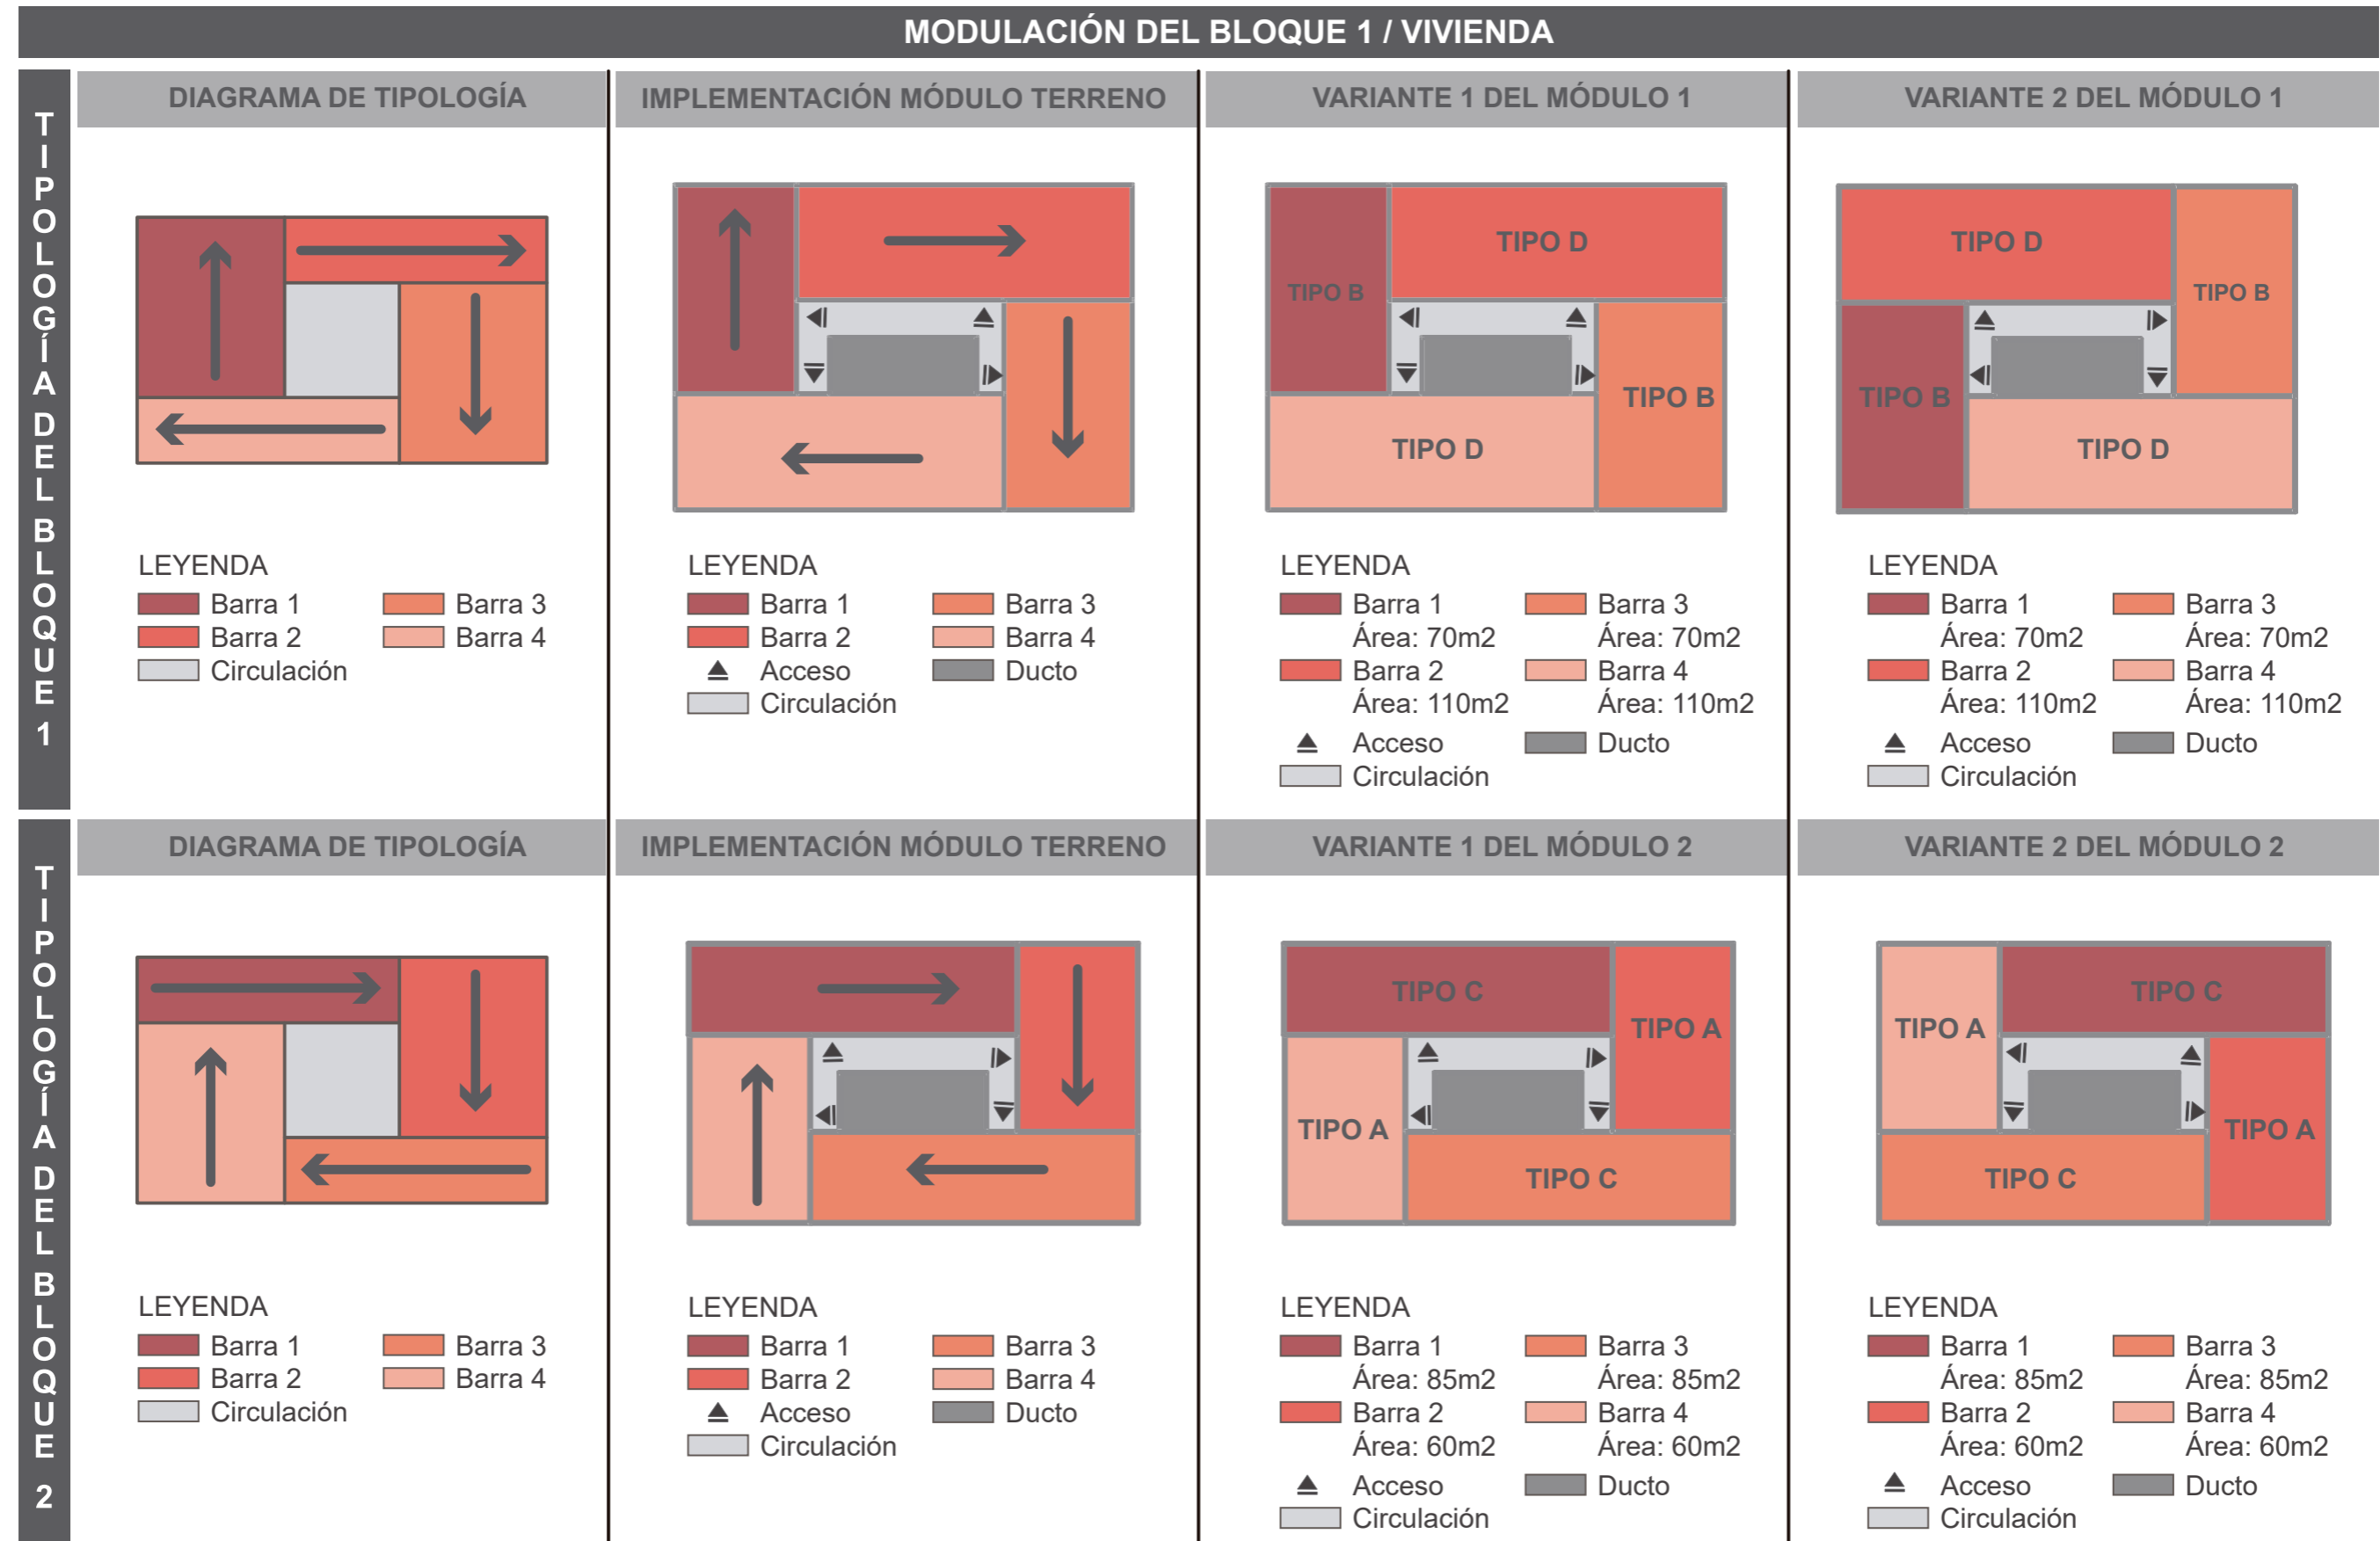 MODULACIÓN DEL BLOQUE 1 / VIVIENDA
TIPOLOGÍA DEL BLOQUE 1
DIAGRAMA DE TIPOLOGÍA
LEYENDA
Barra 1
Barra 3
Barra 2
Barra 4
Circulación
IMPLEMENTACIÓN MÓDULO TERRENO
LEYENDA
Barra 1
Barra 3
Barra 2
Barra 4
Acceso
Ducto
Circulación
VARIANTE 1 DEL MÓDULO 1
TIPO D
TIPO B
TIPO B
TIPO D
LEYENDA
Barra 1
Área: 70m2
Barra 3
Área: 70m2
Barra 2
Área: 110m2
Barra 4
Área: 110m2
Acceso
Ducto
Circulación
VARIANTE 2 DEL MÓDULO 1
TIPO D
TIPO B
TIPO B
TIPO D
LEYENDA
Barra 1
Área: 70m2
Barra 3
Área: 70m2
Barra 2
Área: 110m2
Barra 4
Área: 110m2
Acceso
Ducto
Circulación
TIPOLOGÍA DEL BLOQUE 2
DIAGRAMA DE TIPOLOGÍA
LEYENDA
Barra 1
Barra 3
Barra 2
Barra 4
Circulación
IMPLEMENTACIÓN MÓDULO TERRENO
LEYENDA
Barra 1
Barra 3
Barra 2
Barra 4
Acceso
Ducto
Circulación
VARIANTE 1 DEL MÓDULO 2
TIPO C
TIPO A
TIPO A
TIPO C
LEYENDA
Barra 1
Área: 85m2
Barra 3
Área: 85m2
Barra 2
Área: 60m2
Barra 4
Área: 60m2
Acceso
Ducto
Circulación
VARIANTE 2 DEL MÓDULO 2
TIPO C
TIPO A
TIPO A
TIPO C
LEYENDA
Barra 1
Área: 85m2
Barra 3
Área: 85m2
Barra 2
Área: 60m2
Barra 4
Área: 60m2
Acceso
Ducto
Circulación